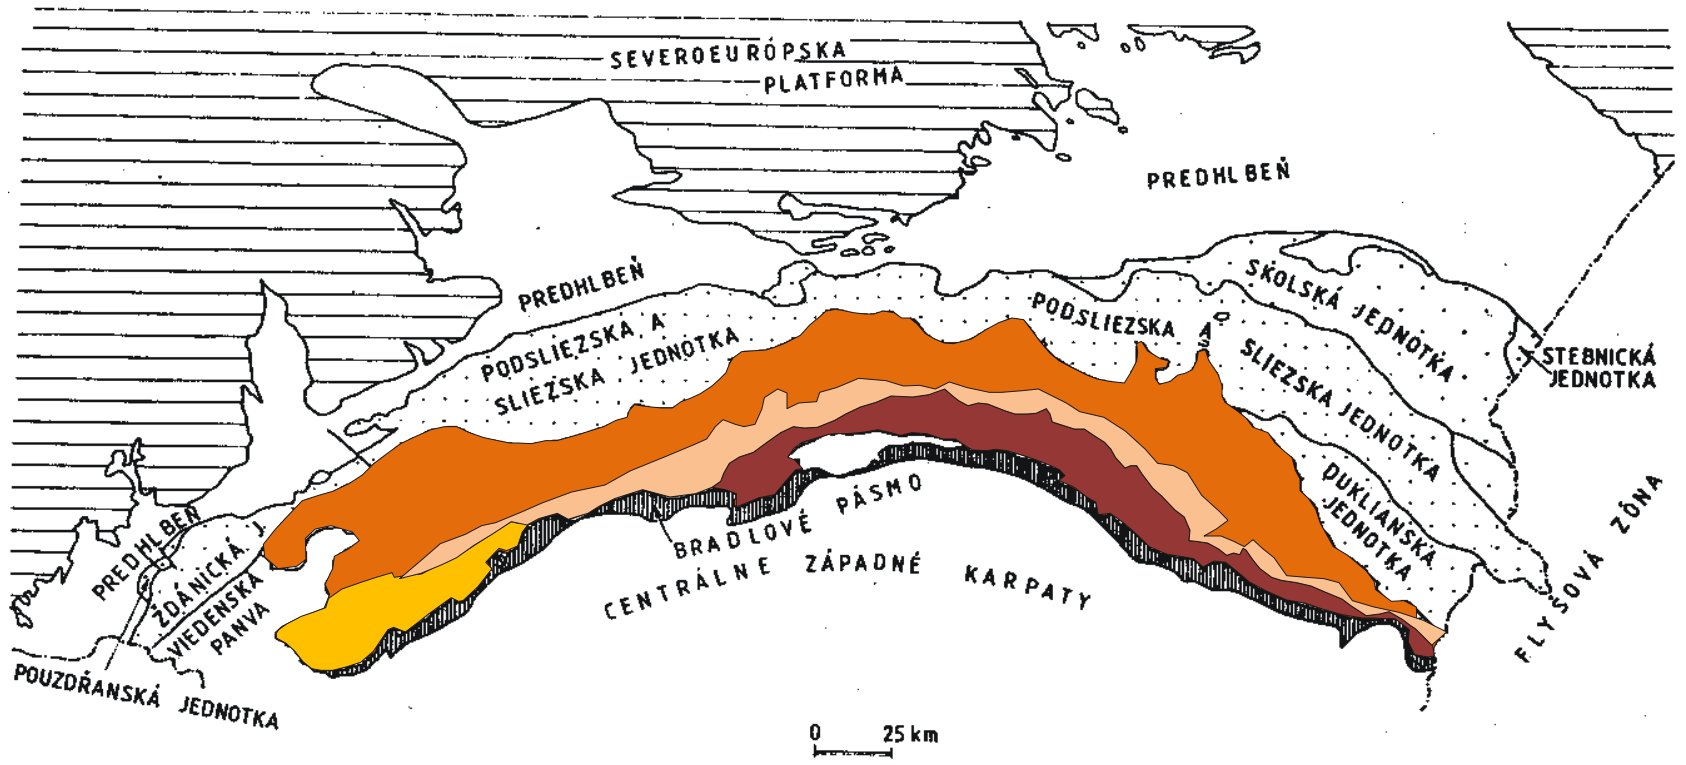 SEVEROEURÓPSKA
PLATFORMA
PREDHLBEŇ
PREDHLBEŇ
SKOLSKÁ JEDNOTKA
PODSLIEZSKA A
SLIEZSKA JEDNOTKA
PODSLIEZSKA A
SLIEZSKA JEDNOTKA
STEBNICKÁ
JEDNOTKA
DUKLIANSKA
JEDNOTKA
FLYŠOVÁ ZÓNA
PREDHLBEŇ
ŽDÁNICKÁ J.
VIEDENSKÁ
PANVA
POUZDŘANSKÁ JEDNOTKA
BRADLOVÉ PÁSMO
CENTRÁLNE ZÁPADNÉ KARPATY
0 25 km